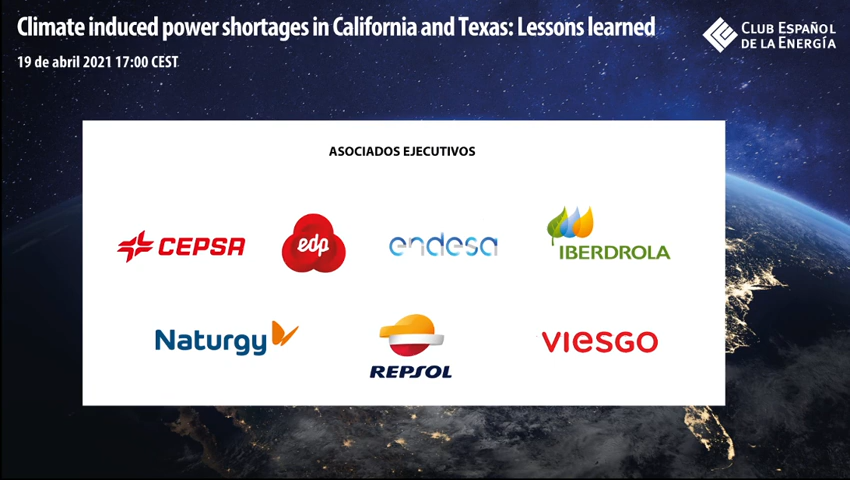 Climate induced power shortages in California and Texas: Lessons learned
19 de abril 2021 17:00 CEST
CLUB ESPAÑOL
DE LA ENERGÍA
ASOCIADOS EJECUTIVOS
CEPSA
edp
endesa
IBERDROLA
Naturgy
REPSOL
VIESGO